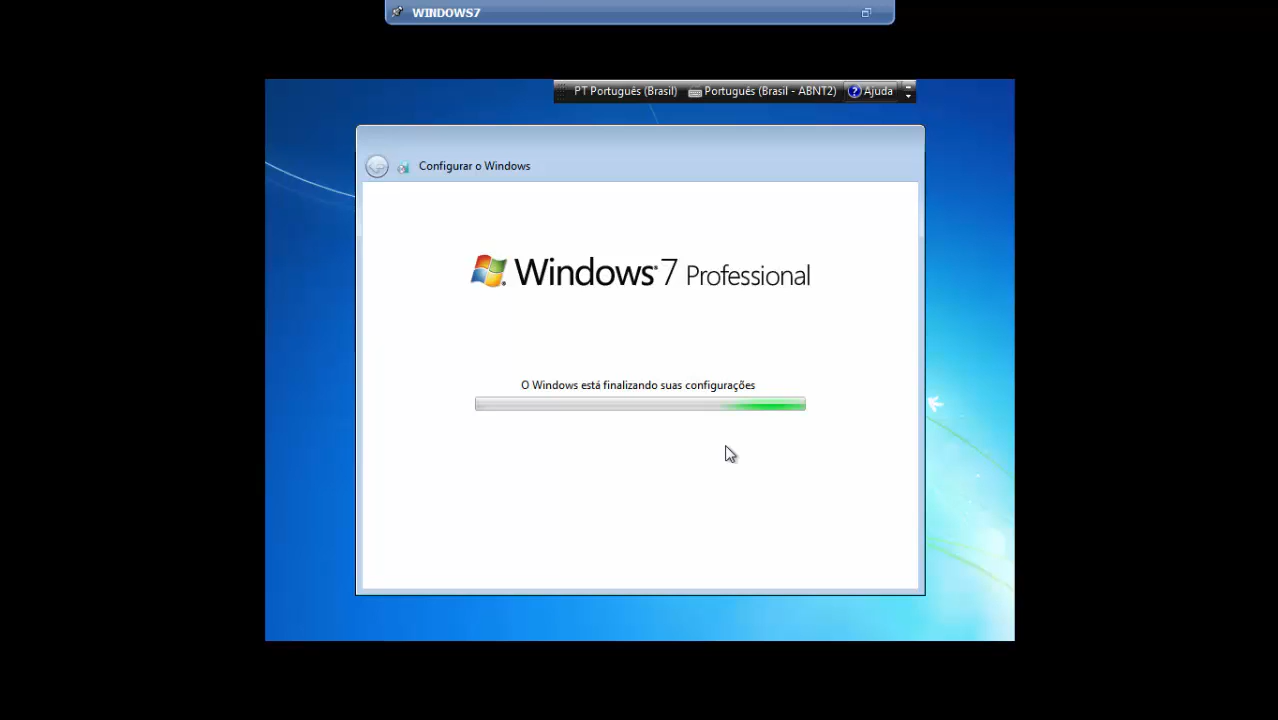 WINDOWS7
PT Português (Brasil) Português (Brasil - ABNT2) ? Ajuda
Configurar o Windows
Windows® 7 Professional
O Windows está finalizando suas configurações